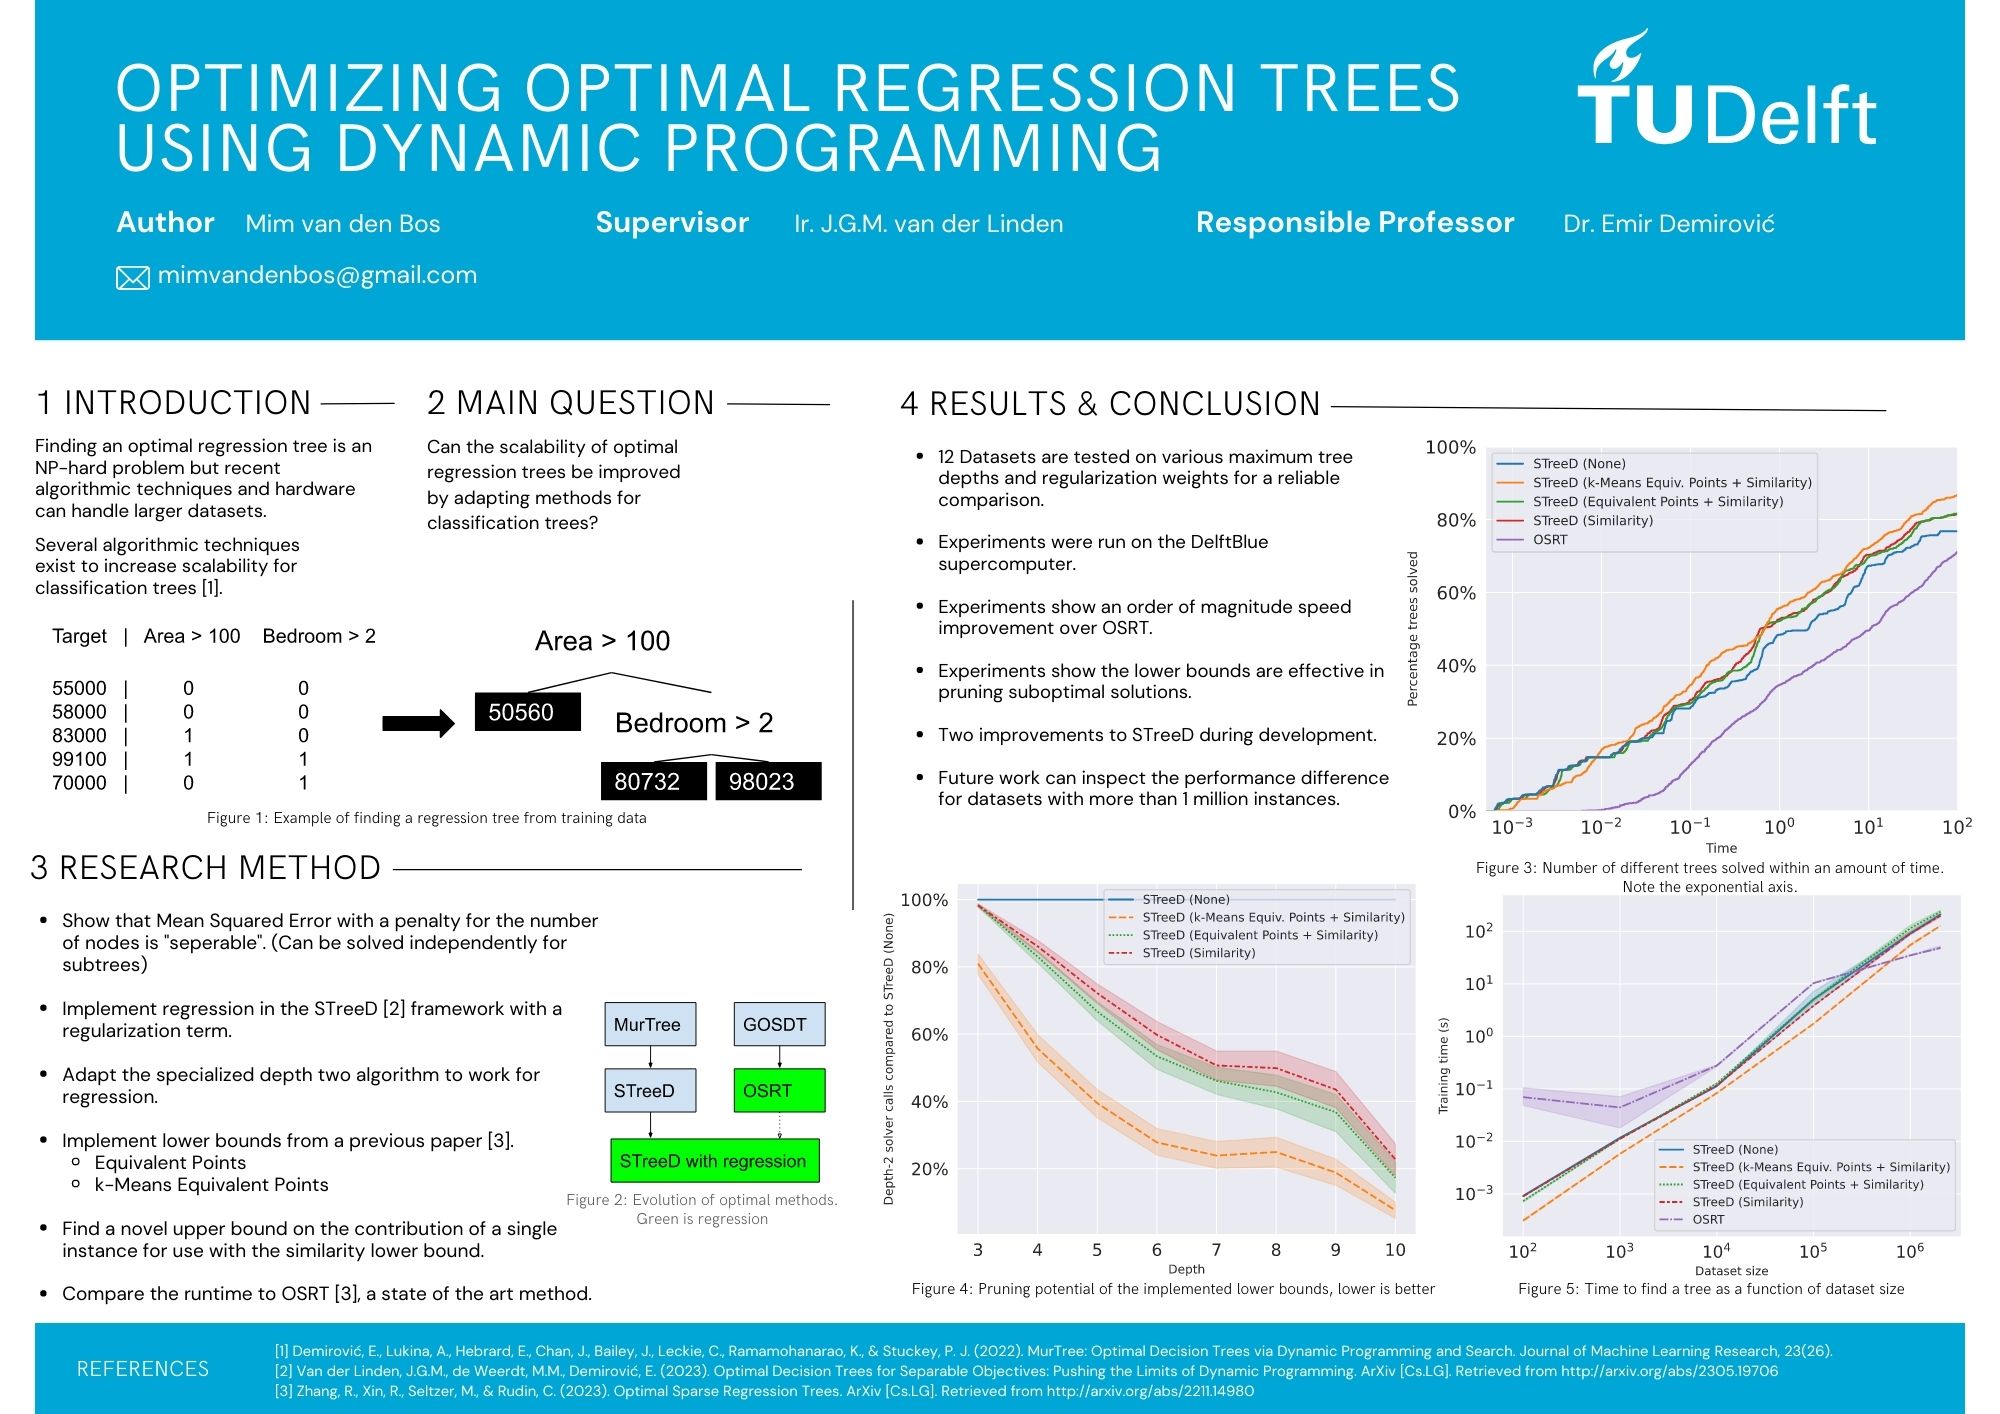 OPTIMIZING OPTIMAL REGRESSION TREES
USING DYNAMIC PROGRAMMING
TUDelft
Author Mim van den Bos Supervisor Ir. J.G.M. van der Linden Responsible Professor Dr. Emir Demirović
mimvandenbos@gmail.com
1 INTRODUCTION
Finding an optimal regression tree is an
NP-hard problem but recent
algorithmic techniques and hardware
can handle larger datasets.
Several algorithmic techniques
exist to increase scalability for
classification trees [1].
2 MAIN QUESTION
Can the scalability of optimal
regression trees be improved
by adapting methods for
classification trees?
Target | Area > 100 Bedroom > 2
55000 | 0 0
58000 | 0 0
83000 | 1 0
99100 | 1 1
70000 | 0 1
Area > 100
50560
Bedroom > 2
80732 98023
Figure 1: Example of finding a regression tree from training data
3 RESEARCH METHOD
• Show that Mean Squared Error with a penalty for the number
of nodes is "seperable". (Can be solved independently for
subtrees)
• Implement regression in the STreeD [2] framework with a
regularization term.
• Adapt the specialized depth two algorithm to work for
regression.
• Implement lower bounds from a previous paper [3].
◦ Equivalent Points
◦ k-Means Equivalent Points
• Find a novel upper bound on the contribution of a single
instance for use with the similarity lower bound.
• Compare the runtime to OSRT [3], a state of the art method.
MurTree GOSDT
STreeD OSRT
STreeD with regression
Figure 2: Evolution of optimal methods.
Green is regression
4 RESULTS & CONCLUSION
• 12 Datasets are tested on various maximum tree
depths and regularization weights for a reliable
comparison.
• Experiments were run on the DelftBlue
supercomputer.
• Experiments show an order of magnitude speed
improvement over OSRT.
• Experiments show the lower bounds are effective in
pruning suboptimal solutions.
• Two improvements to STreeD during development.
• Future work can inspect the performance difference
for datasets with more than 1 million instances.
Percentage trees solved
100%
80%
60%
40%
20%
0%
STreeD (None)
STreeD (k-Means Equiv. Points + Similarity)
STreeD (Equivalent Points + Similarity)
STreeD (Similarity)
OSRT
10⁻³ 10⁻² 10⁻¹ 10⁰ 10¹ 10²
Time
Figure 3: Number of different trees solved within an amount of time.
Note the exponential axis.
Depth-2 solver calls compared to STreeD (None)
100%
80%
60%
40%
20%
STreeD (None)
STreeD (k-Means Equiv. Points + Similarity)
STreeD (Equivalent Points + Similarity)
STreeD (Similarity)
3 4 5 6 7 8 9 10
Depth
Figure 4: Pruning potential of the implemented lower bounds, lower is better
Training time (s)
10²
10¹
10⁰
10⁻¹
10⁻²
10⁻³
STreeD (None)
STreeD (k-Means Equiv. Points + Similarity)
STreeD (Equivalent Points + Similarity)
STreeD (Similarity)
OSRT
10² 10³ 10⁴ 10⁵ 10⁶
Dataset size
Figure 5: Time to find a tree as a function of dataset size
REFERENCES
[1] Demirović, E., Lukina, A., Hebrard, E., Chan, J., Bailey, J., Leckie, C., Ramamohanarao, K., & Stuckey, P. J. (2022). MurTree: Optimal Decision Trees via Dynamic Programming and Search. Journal of Machine Learning Research, 23(26).
[2] Van der Linden, J.G.M., de Weerdt, M.M., Demirović, E. (2023). Optimal Decision Trees for Separable Objectives: Pushing the Limits of Dynamic Programming. ArXiv [Cs.LG]. Retrieved from http://arxiv.org/abs/2305.19706
[3] Zhang, R., Xin, R., Seltzer, M., & Rudin, C. (2023). Optimal Sparse Regression Trees. ArXiv [Cs.LG]. Retrieved from http://arxiv.org/abs/2211.14980